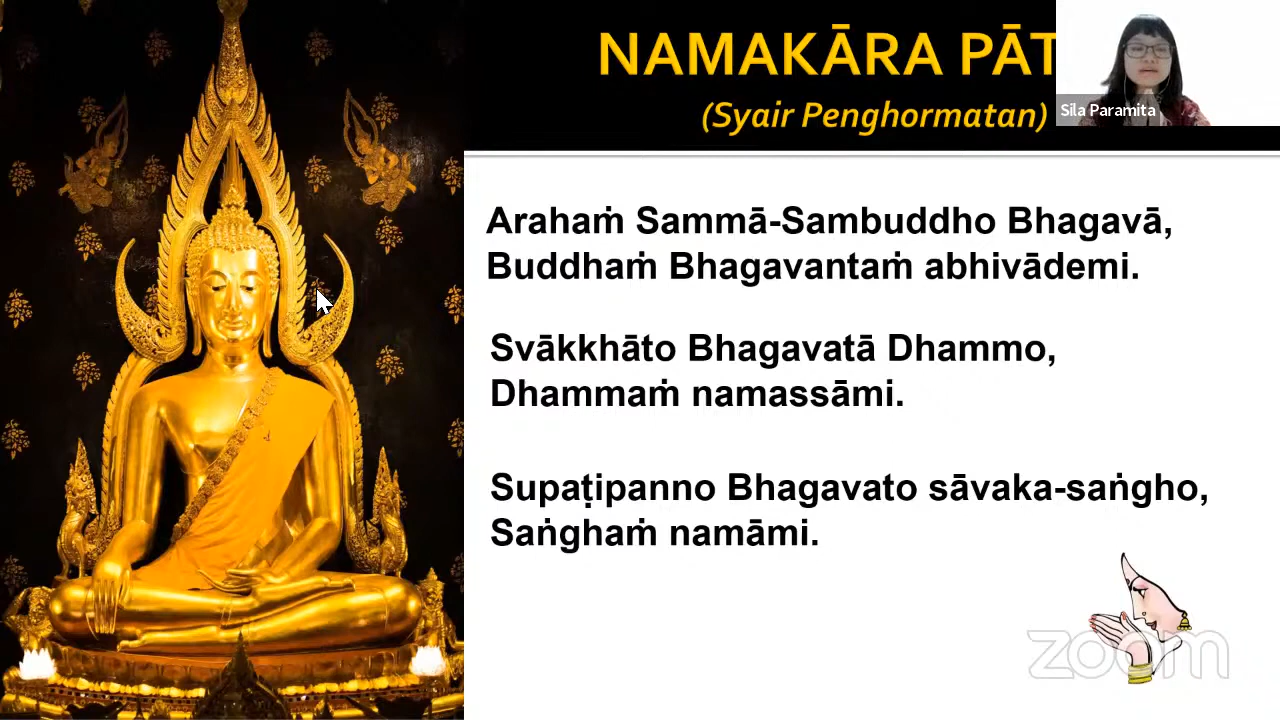 NAMAKĀRA PĀT
(Syair Penghormatan)
Sila Paramita
Arahaṁ Sammā-Sambuddho Bhagavā,
Buddhaṁ Bhagavantaṁ abhivādemi.
Svākkhāto Bhagavatā Dhammo,
Dhammaṁ namassāmi.
Supaṭipanno Bhagavato sāvaka-saṅgho,
Saṅghaṁ namāmi.
zoom